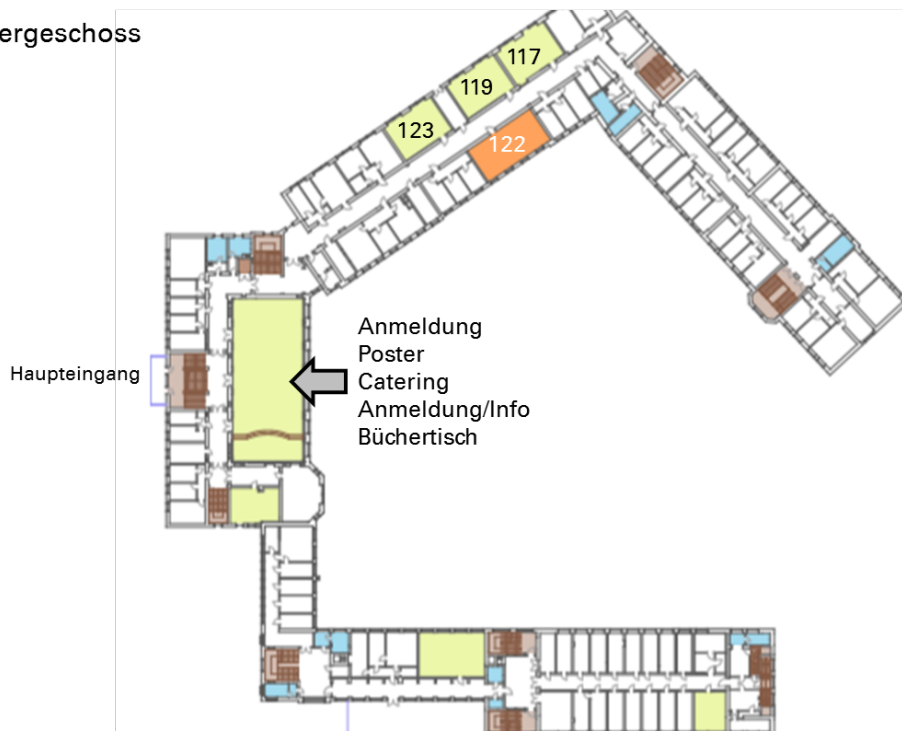 ergeschoss
117
119
123
122
Anmeldung
Poster
Haupteingang
Catering
Anmeldung/Info
Büchertisch